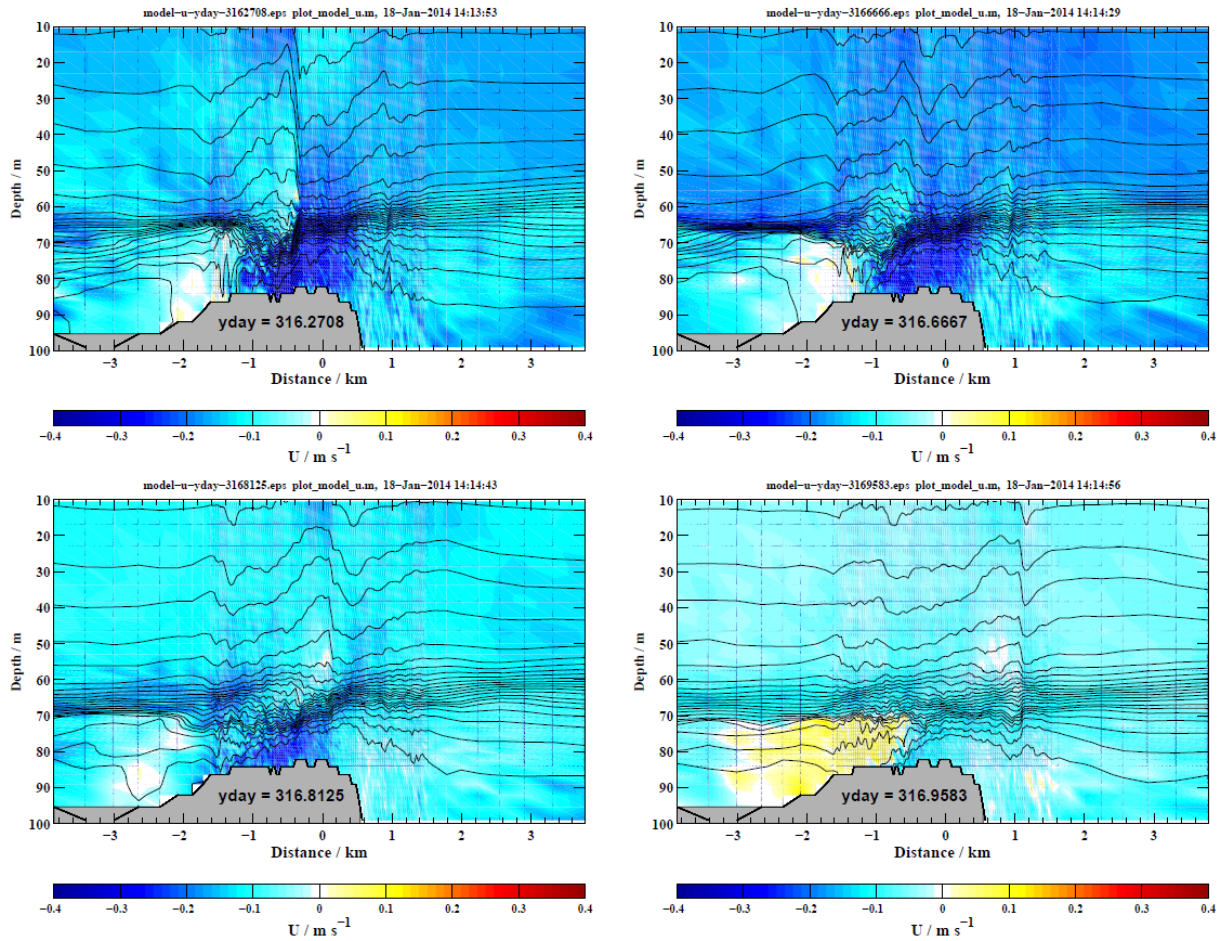 model-u-yday-3162708.eps plot_model_u.m, 18-Jan-2014 14:13:53
10
20
30
40
50
60
70
80
90
100
Depth / m
yday = 316.2708
−3 −2 −1 0 1 2 3
Distance / km
−0.4 −0.3 −0.2 −0.1 0 0.1 0.2 0.3 0.4
U / m s−1
model-u-yday-3166666.eps plot_model_u.m, 18-Jan-2014 14:14:29
10
20
30
40
50
60
70
80
90
100
Depth / m
yday = 316.6667
−3 −2 −1 0 1 2 3
Distance / km
−0.4 −0.3 −0.2 −0.1 0 0.1 0.2 0.3 0.4
U / m s−1
model-u-yday-3168125.eps plot_model_u.m, 18-Jan-2014 14:14:43
10
20
30
40
50
60
70
80
90
100
Depth / m
yday = 316.8125
−3 −2 −1 0 1 2 3
Distance / km
−0.4 −0.3 −0.2 −0.1 0 0.1 0.2 0.3 0.4
U / m s−1
model-u-yday-3169583.eps plot_model_u.m, 18-Jan-2014 14:14:56
10
20
30
40
50
60
70
80
90
100
Depth / m
yday = 316.9583
−3 −2 −1 0 1 2 3
Distance / km
−0.4 −0.3 −0.2 −0.1 0 0.1 0.2 0.3 0.4
U / m s−1